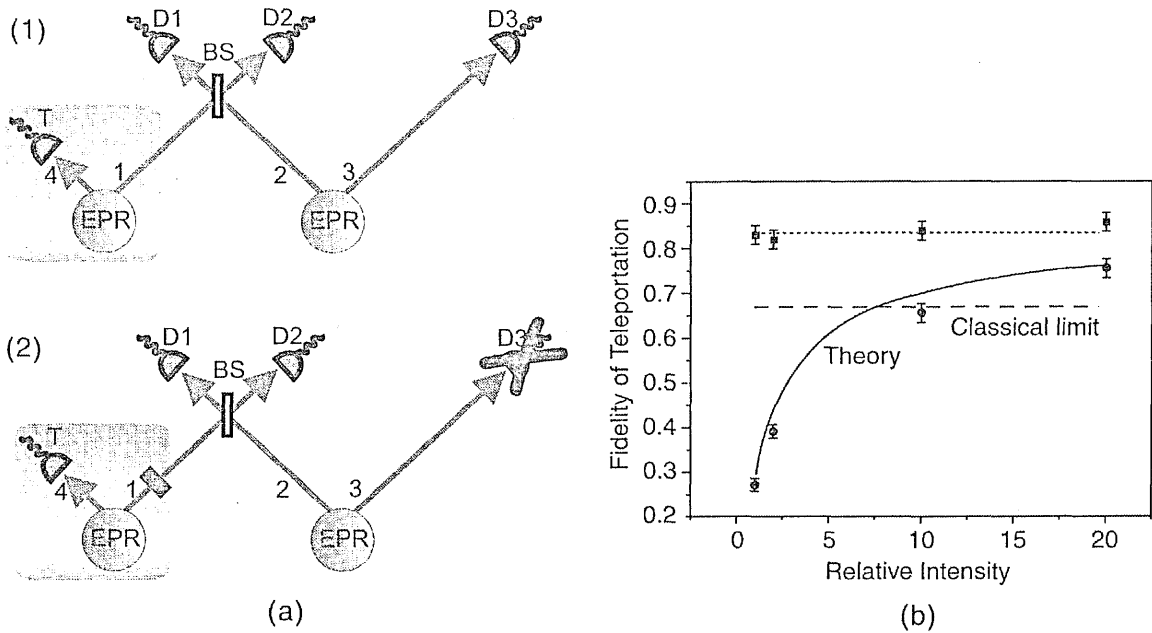 (1)
D1
D2
D3
BS
T
4
1
2
3
EPR
EPR
(2)
D1
D2
D3
BS
T
4
1
2
3
EPR
EPR
(a)
Fidelity of Teleportation
0.9
0.8
0.7
0.6
0.5
0.4
0.3
0.2
Classical limit
Theory
0
5
10
15
20
Relative Intensity
(b)